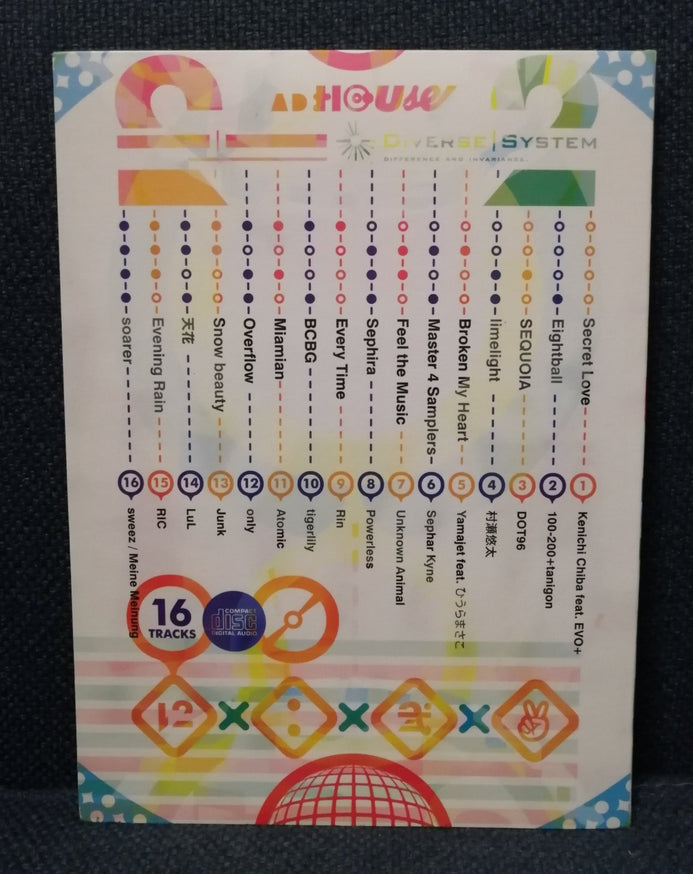 AD:HOUSE
DIVERSE SYSTEM
DIFFERENCE AND INVARIANCE.
Secret Love 1 Kenichi Chiba feat. EVO+
Eightball 2 100-200+tanigon
SEQUOIA 3 DOT96
limelight 4 村瀬悠太
Broken My Heart 5 Yamajet feat. ひうらまさこ
Master 4 Samplers 6 Sephar Kyne
Feel the Music 7 Unknown Animal
Sephira 8 Powerless
Every Time 9 Rin
BCBG 10 tigerlily
Miamian 11 Atomic
Overflow 12 only
Snow beauty 13 Junk
天花 14 LuL
Evening Rain 15 RIC
soarer 16 sweez / Meine Meinung
16
TRACKS
COMPACT
disc
DIGITAL AUDIO